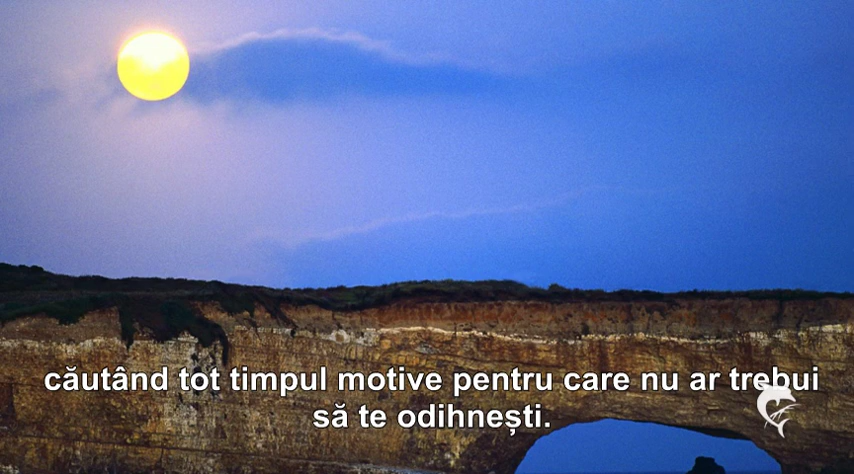 căutând tot timpul motive pentru care nu ar trebui
să te odihnești.